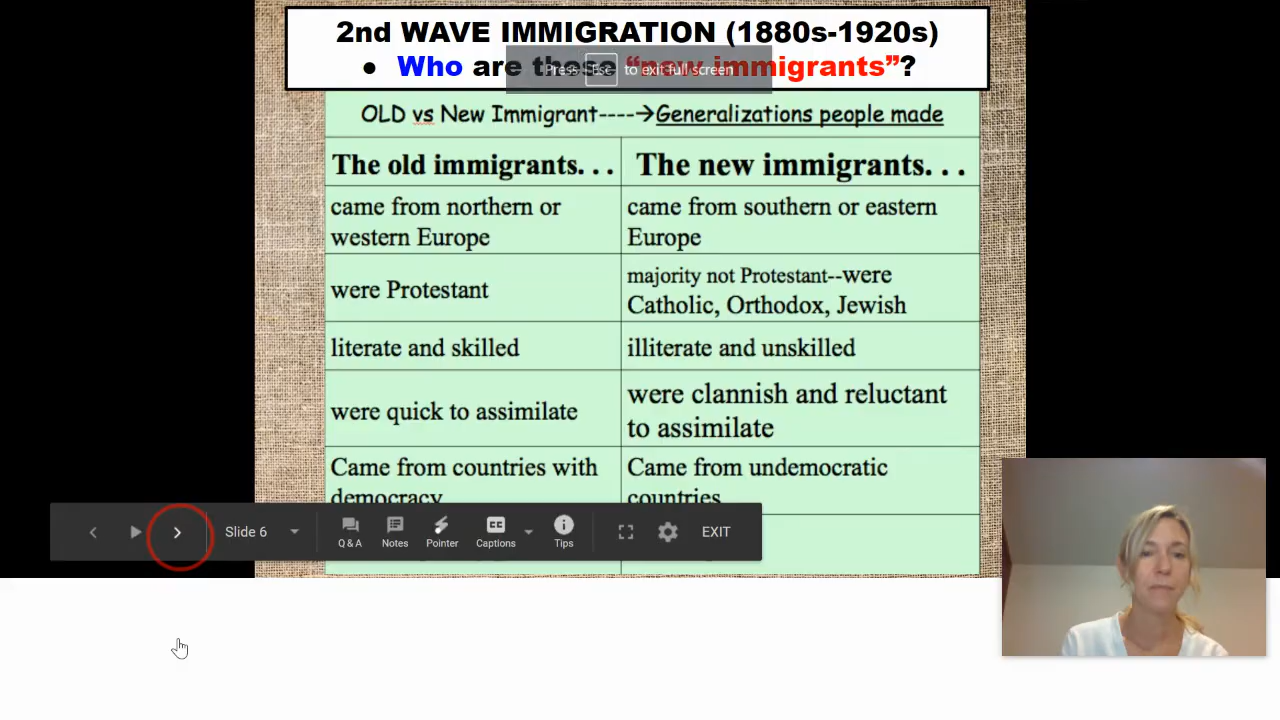 2nd WAVE IMMIGRATION (1880s-1920s)
● Who are these “new immigrants”?
Press Esc to exit full screen
OLD vs New Immigrant----→Generalizations people made
The old immigrants. . .
The new immigrants. . .
came from northern or
western Europe
came from southern or eastern
Europe
were Protestant
majority not Protestant--were
Catholic, Orthodox, Jewish
literate and skilled
illiterate and unskilled
were quick to assimilate
were clannish and reluctant
to assimilate
Came from countries with
democracy
Came from undemocratic
countries
Slide 6
Q & A
Notes
Pointer
CC
Captions
Tips
EXIT